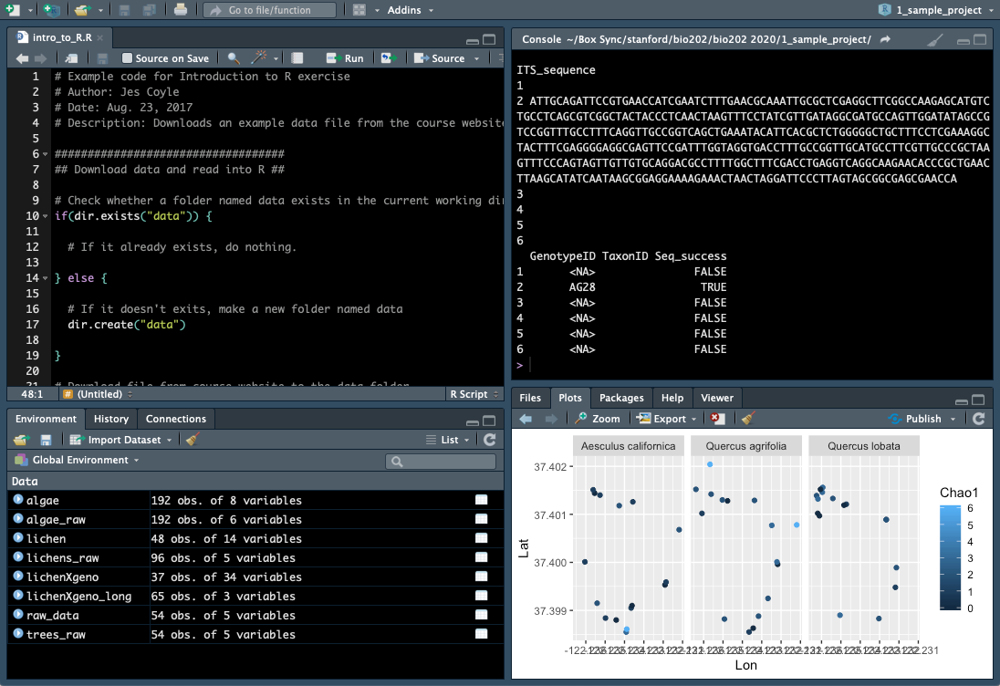 Go to file/function
Addins
1_sample_project
intro_to_R.R
Source on Save
Run
Source
1 # Example code for Introduction to R exercise
2 # Author: Jes Coyle
3 # Date: Aug. 23, 2017
4 # Description: Downloads an example data file from the course website
5
6 ###################################
7 ## Download data and read into R ##
8
9 # Check whether a folder named data exists in the current working di
10 if(dir.exists("data")) {
11
12 # If it already exists, do nothing.
13
14 } else {
15
16 # If it doesn't exits, make a new folder named data
17 dir.create("data")
18
19 }
20
21 # Download file from course website to the data folder
48:1 # (Untitled) R Script
Environment History Connections
Import Dataset List
Global Environment
Data
algae 192 obs. of 8 variables
algae_raw 192 obs. of 6 variables
lichen 48 obs. of 14 variables
lichens_raw 96 obs. of 5 variables
lichenXgeno 37 obs. of 34 variables
lichenXgeno_long 65 obs. of 3 variables
raw_data 54 obs. of 5 variables
trees_raw 54 obs. of 5 variables
Console ~/Box Sync/stanford/bio202/bio202 2020/1_sample_project/
ITS_sequence
1
2 ATTGCAGATTCCGTGAACCATCGAATCTTTGAACGCAAATTGCGCTCGAGGCTTCGGCCAAGAGCATGTC
TGCCTCAGCGTCGGCTACTACCCTCAACTAAGTTTCCTATCGTTGATAGGCGATGCCAGTTGGATATAGCCG
TCCGGTTTGCCTTTCAGGTTGCCGGTCAGCTGAAATACATTCACGCTCTGGGGGCTGCTTTCCTCGAAAGGC
TACTTTCGAGGGGAGGCGAGTTCCGATTTGGTAGGTGACCTTTGCCGGTTGCATGCCTTCGTTGCCCGCTAA
GTTTCCCAGTAGTTGTTGTGCAGGACGCCTTTTGGCTTTCGACCTGAGGTCAGGCAAGAACACCCGCTGAAC
TTAAGCATATCAATAAGCGGAGGAAAAGAAACTAACTAGGATTCCCTTAGTAGCGGCGAGCGAACCA
3
4
5
6
GenotypeID TaxonID Seq_success
1 <NA> FALSE
2 AG28 TRUE
3 <NA> FALSE
4 <NA> FALSE
5 <NA> FALSE
6 <NA> FALSE
>
Files Plots Packages Help Viewer
Zoom Export Publish
Aesculus californica Quercus agrifolia Quercus lobata
37.402
37.401
37.400
37.399
Lat
Lon
Chao1
6
5
4
3
2
1
0